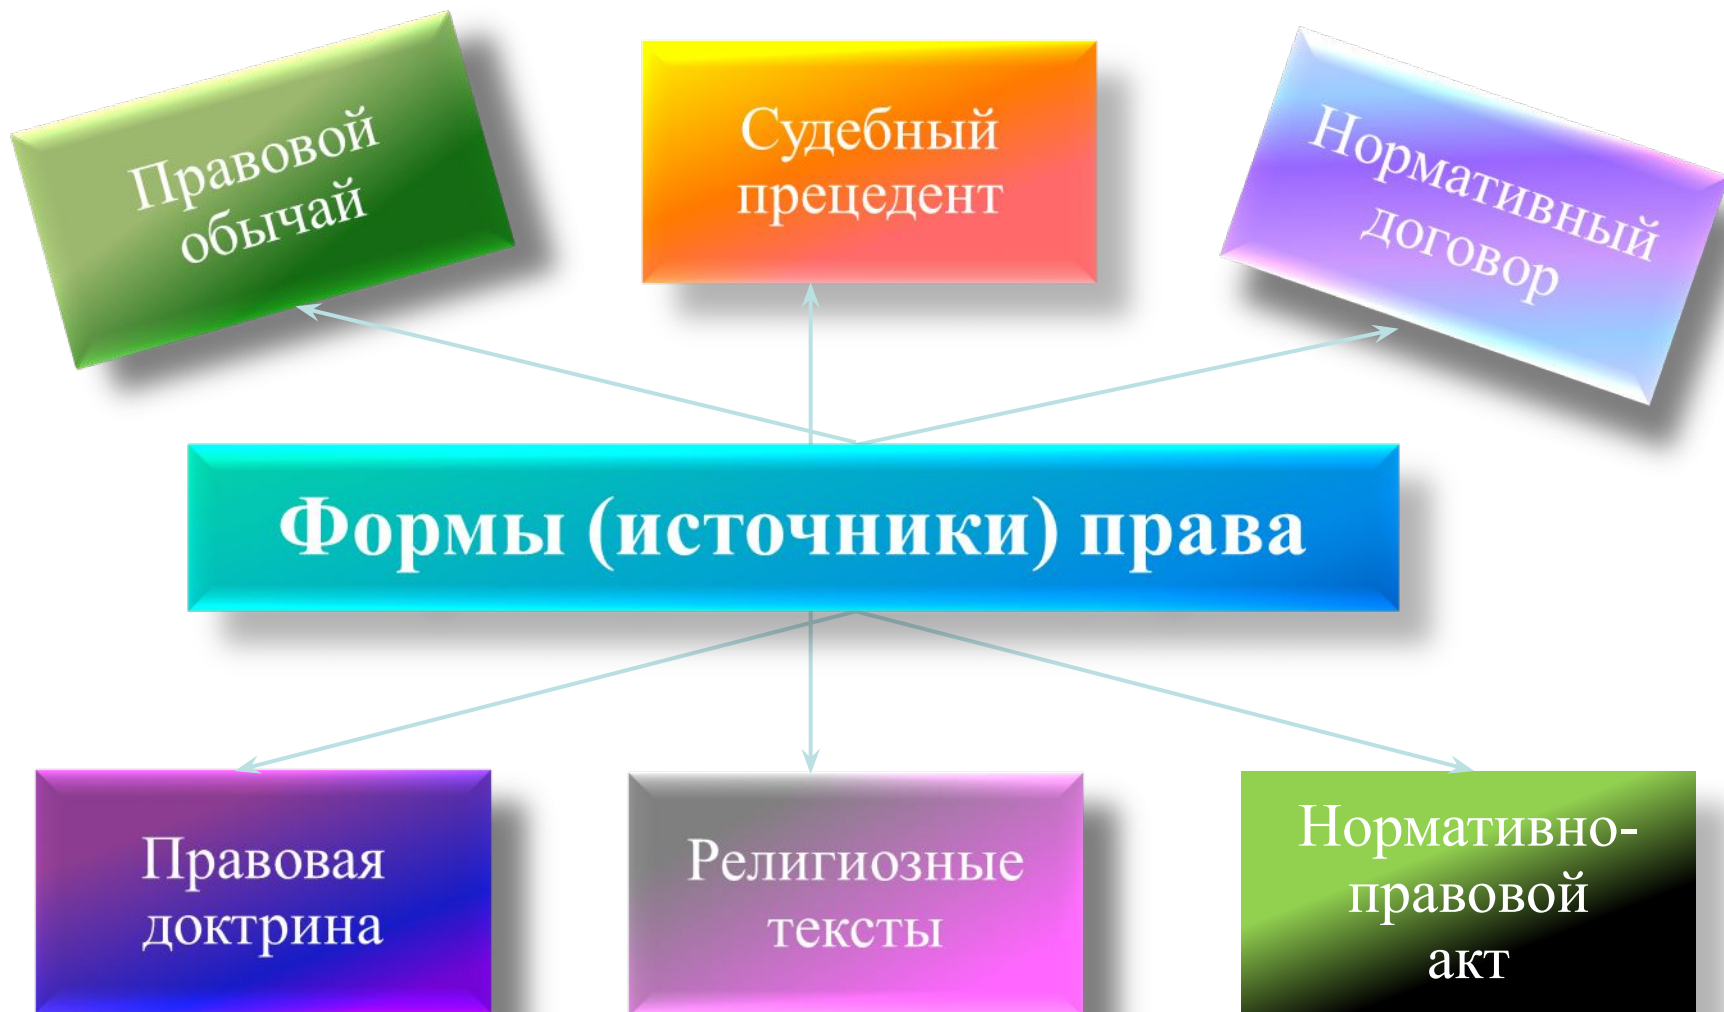 Правовой
обычай
Судебный
прецедент
Нормативный
договор
Формы (источники) права
Правовая
доктрина
Религиозные
тексты
Нормативно-
правовой
акт